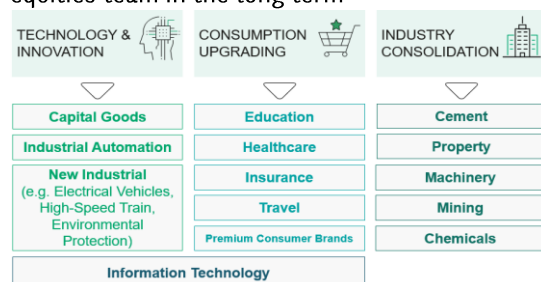 equities team in the long term
TECHNOLOGY &
INNOVATION
CONSUMPTION
UPGRADING
INDUSTRY
CONSOLIDATION
Capital Goods
Industrial Automation
New Industrial
(e.g. Electrical Vehicles,
High-Speed Train,
Environmental
Protection)
Education
Healthcare
Insurance
Travel
Premium Consumer Brands
Information Technology
Cement
Property
Machinery
Mining
Chemicals